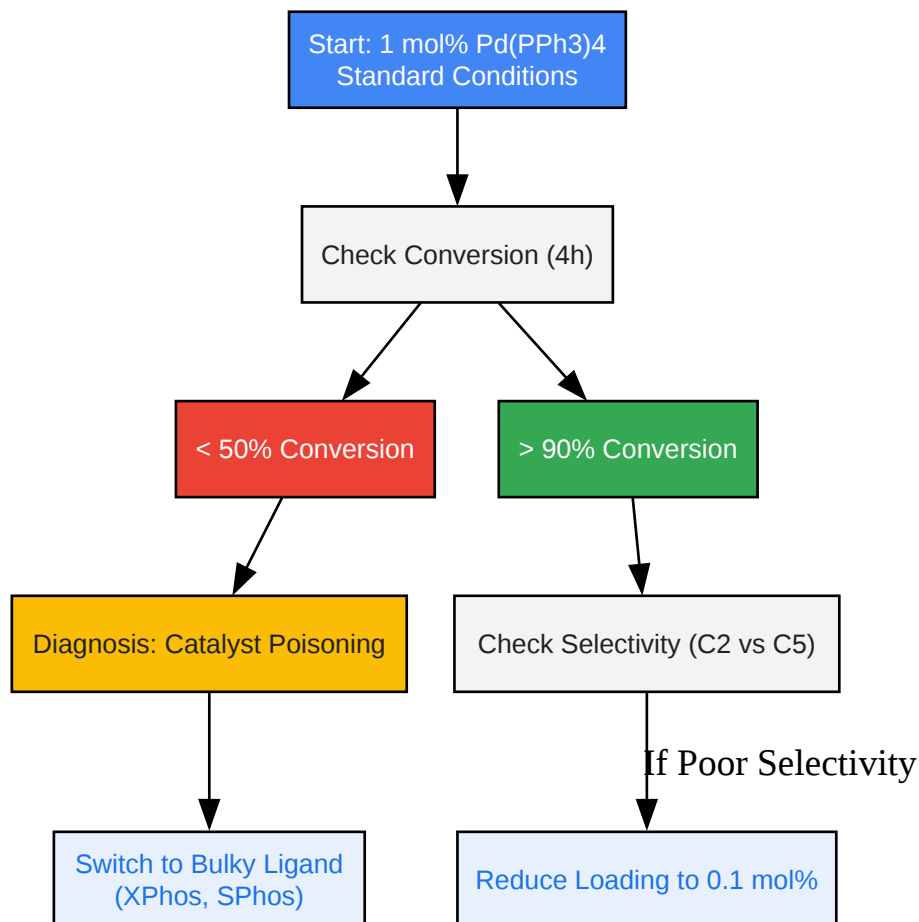 Start: 1 mol% Pd(PPh3)4
Standard Conditions
Check Conversion (4h)
< 50% Conversion
> 90% Conversion
Diagnosis: Catalyst Poisoning
Check Selectivity (C2 vs C5)
If Poor Selectivity
Switch to Bulky Ligand
(XPhos, SPhos)
Reduce Loading to 0.1 mol%